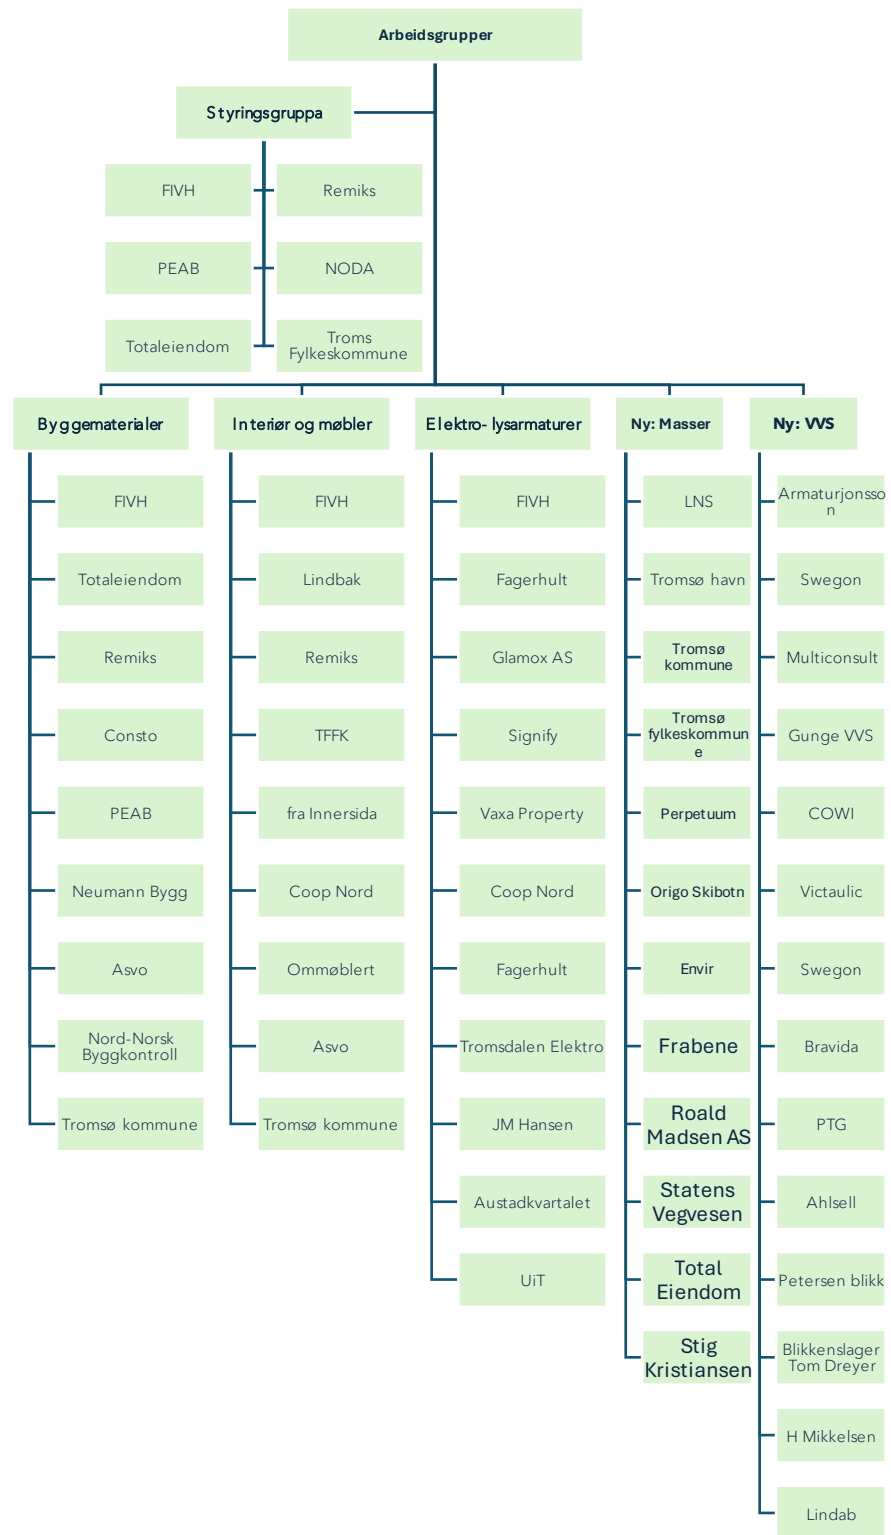 Arbeidsgrupper
Styringsgruppa
FIVH
Remiks
PEAB
NODA
Totaleiendom
Troms
Fylkeskommune
Byggematerialer
FIVH
Totaleiendom
Remiks
Consto
PEAB
Neumann Bygg
Asvo
Nord-Norsk
Byggkontroll
Tromsø kommune
Interiør og møbler
FIVH
Lindbak
Remiks
TFFK
fra Innersida
Coop Nord
Ommøblert
Asvo
Tromsø kommune
Elektro- lysarmaturer
FIVH
Fagerhult
Glamox AS
Signify
Vaxa Property
Coop Nord
Fagerhult
Tromsdalen Elektro
JM Hansen
Austadkvartalet
UiT
Ny: Masser
LNS
Tromsø havn
Tromsø
kommune
Tromsø
fylkeskommun
e
Perpetuum
Origo Skibotn
Envir
Frabene
Roald
Madsen AS
Statens
Vegvesen
Total
Eiendom
Stig
Kristiansen
Ny: VVS
Armaturjonsso
n
Swegon
Multiconsult
Gunge VVS
COWI
Victaulic
Swegon
Bravida
PTG
Ahlsell
Petersen blikk
Blikkenslager
Tom Dreyer
H Mikkelsen
Lindab